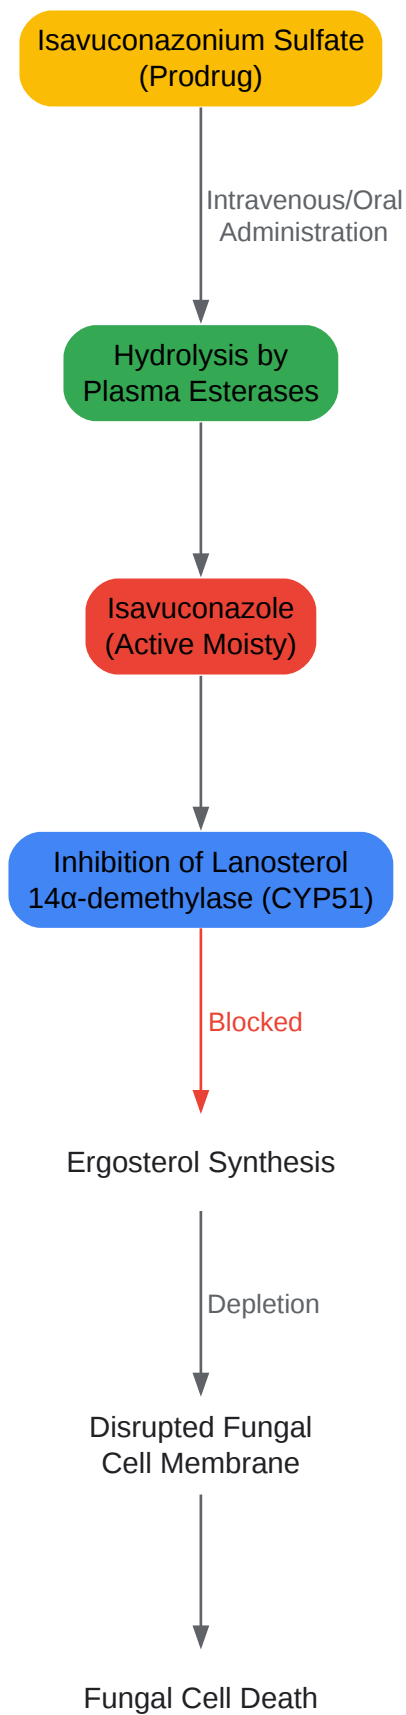 Isavuconazonium Sulfate
(Prodrug)
Intravenous/Oral
Administration
Hydrolysis by
Plasma Esterases
Isavuconazole
(Active Moisty)
Inhibition of Lanosterol
14α-demethylase (CYP51)
Blocked
Ergosterol Synthesis
Depletion
Disrupted Fungal
Cell Membrane
Fungal Cell Death